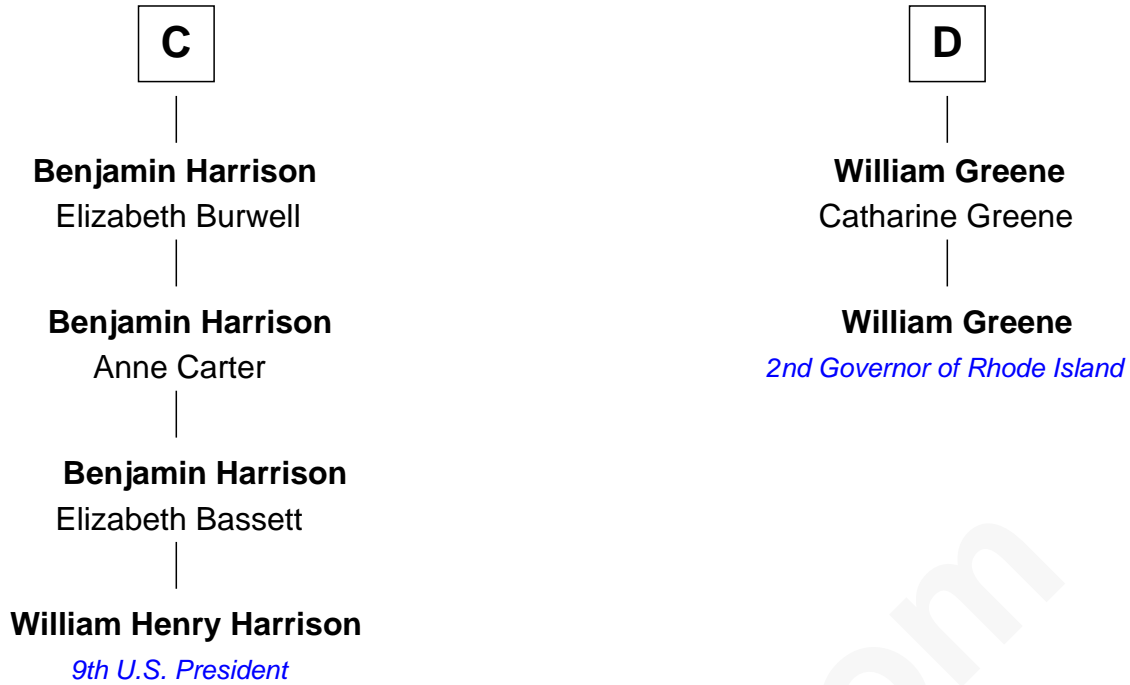 C
Benjamin Harrison
Elizabeth Burwell
Benjamin Harrison
Anne Carter
Benjamin Harrison
Elizabeth Bassett
William Henry Harrison
9th U.S. President
D
William Greene
Catharine Greene
William Greene
2nd Governor of Rhode Island
om